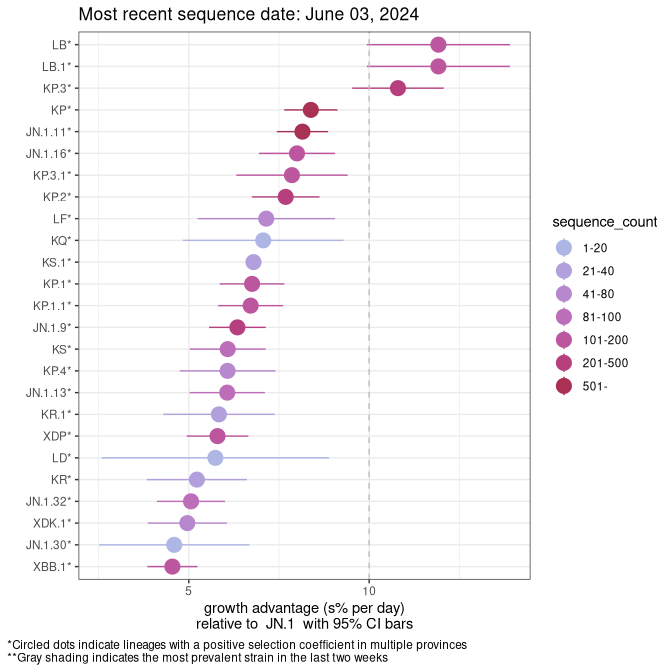 Most recent sequence date: June 03, 2024
LB*
LB.1*
KP.3*
KP*
JN.1.11*
JN.1.16*
KP.3.1*
KP.2*
LF*
KQ*
KS.1*
KP.1*
KP.1.1*
JN.1.9*
KS*
KP.4*
JN.1.13*
KR.1*
XDP*
LD*
KR*
JN.1.32*
XDK.1*
JN.1.30*
XBB.1*
5 10
growth advantage (s% per day)
relative to JN.1 with 95% CI bars
sequence_count
1-20
21-40
41-80
81-100
101-200
201-500
501-
*Circled dots indicate lineages with a positive selection coefficient in multiple provinces
**Gray shading indicates the most prevalent strain in the last two weeks